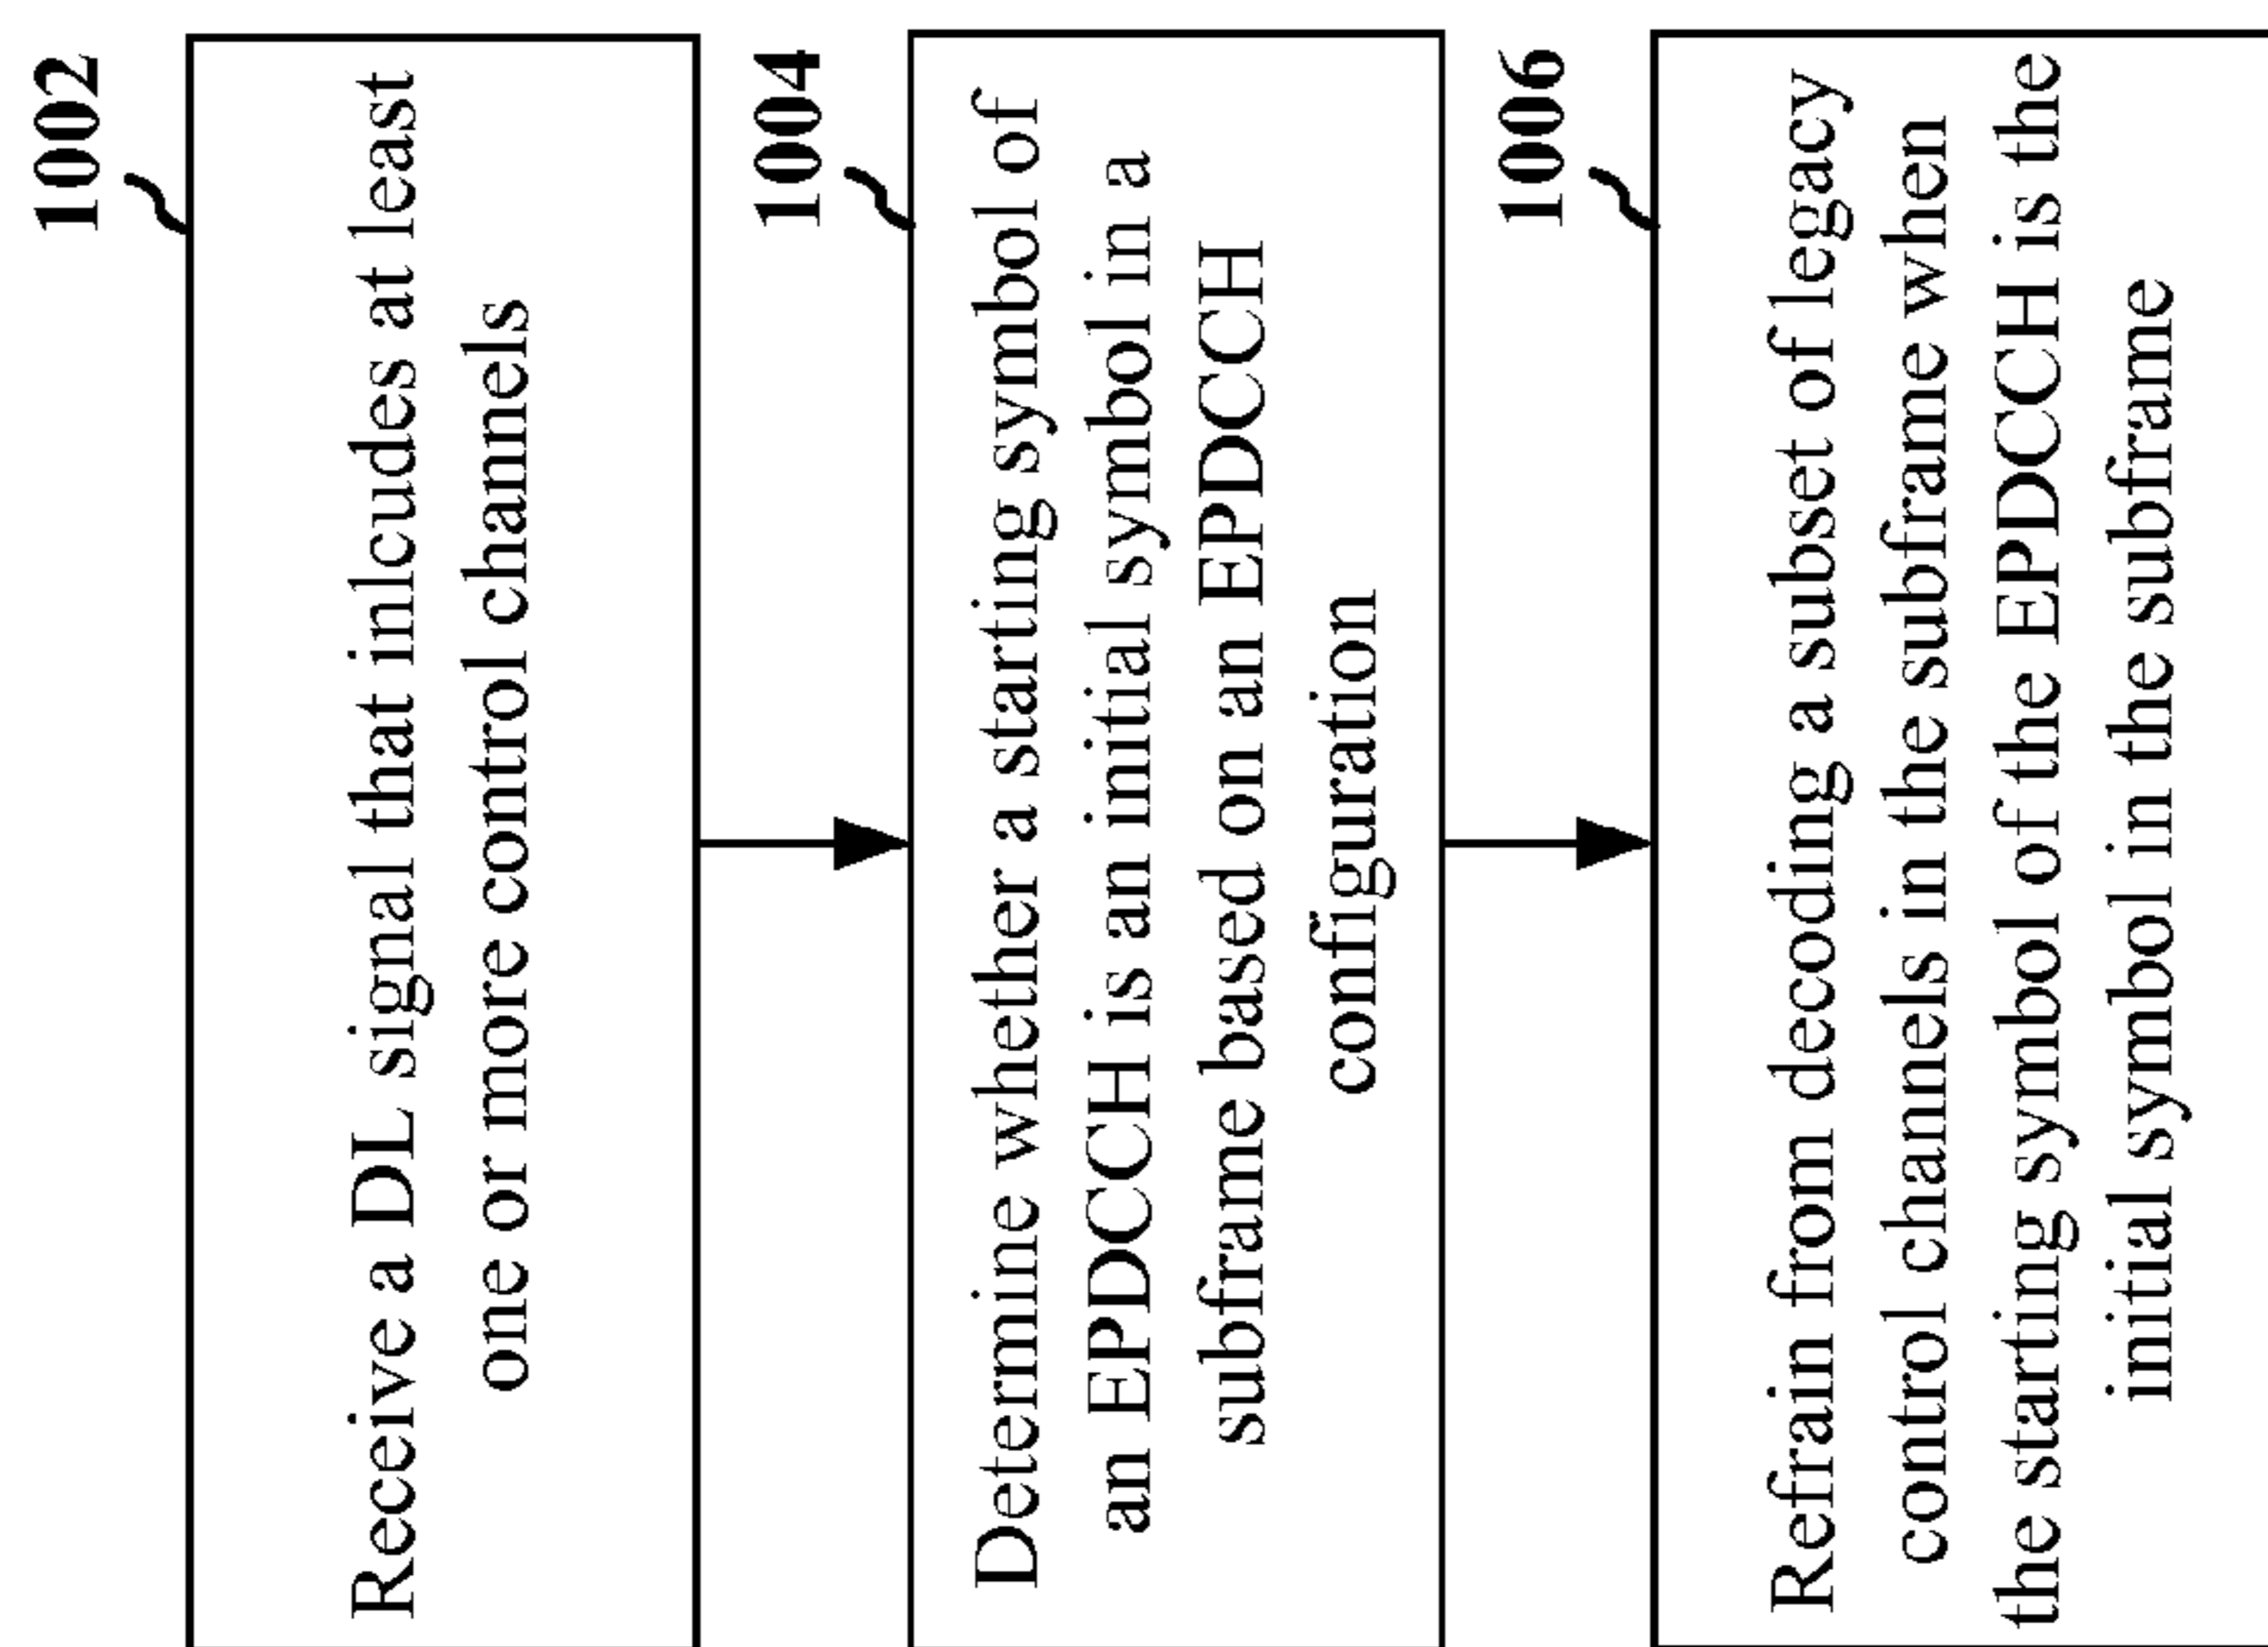 1002
Receive a DL signal that inlcudes at least
one or more control channels
1004
Determine whether a starting symbol of
an EPDCCH is an initial symbol in a
subframe based on an EPDCCH
configuration
1006
Refrain from decoding a subset of legacy
control channels in the subframe when
the starting symbol of the EPDCCH is the
initial symbol in the subframe